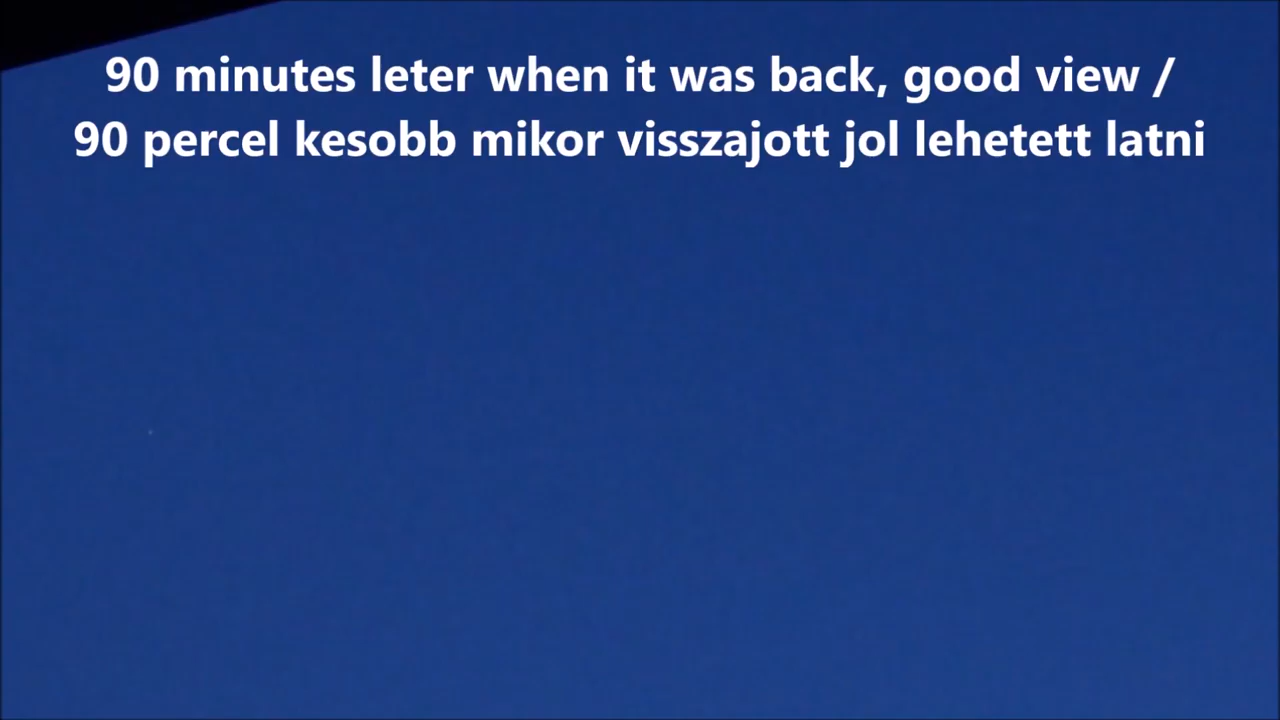 90 minutes leter when it was back, good view /
90 percel kesobb mikor visszajott jol lehetett latni